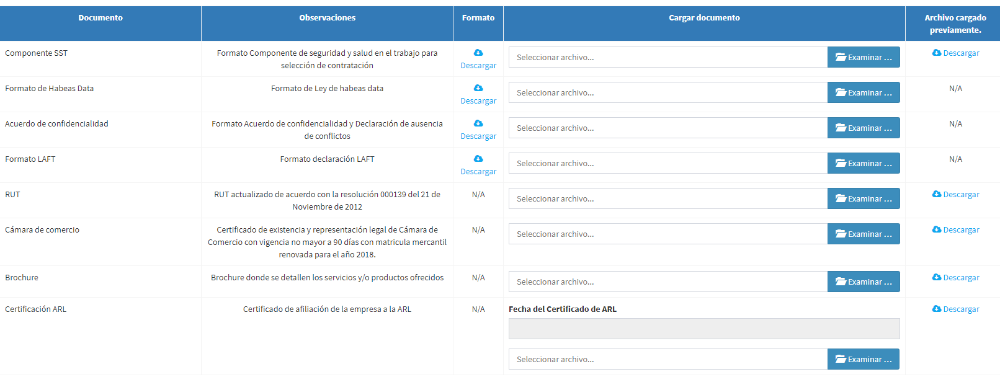 Documento Observaciones Formato Cargar documento Archivo cargado
previamente.
Componente SST
Formato Componente de seguridad y salud en el trabajo para
selección de contratación
Descargar
Seleccionar archivo...
Examinar ...
Descargar
Formato de Habeas Data
Formato de Ley de habeas data
Descargar
Seleccionar archivo...
Examinar ...
N/A
Acuerdo de confidencialidad
Formato Acuerdo de confidencialidad y Declaración de ausencia
de conflictos
Descargar
Seleccionar archivo...
Examinar ...
N/A
Formato LAFT
Formato declaración LAFT
Descargar
Seleccionar archivo...
Examinar ...
N/A
RUT
RUT actualizado de acuerdo con la resolución 000139 del 21 de
Noviembre de 2012
N/A
Seleccionar archivo...
Examinar ...
Descargar
Cámara de comercio
Certificado de existencia y representación legal de Cámara de
Comercio con vigencia no mayor a 90 días con matricula mercantil
renovada para el año 2018.
N/A
Seleccionar archivo...
Examinar ...
Descargar
Brochure
Brochure donde se detallen los servicios y/o productos ofrecidos
N/A
Seleccionar archivo...
Examinar ...
Descargar
Certificación ARL
Certificado de afiliación de la empresa a la ARL
N/A
Fecha del Certificado de ARL
Seleccionar archivo...
Examinar ...
Descargar